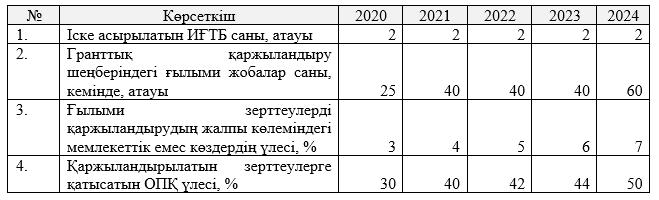 № Көрсеткіш 2020 2021 2022 2023 2024
1. Іске асырылатын ИҒТБ саны, атауы 2 2 2 2 2
2. Гранттық қаржыландыру
шеңберіндегі ғылыми жобалар саны,
кемінде, атауы 25 40 40 40 60
3. Ғылыми зерттеулерді
қаржыландырудың жалпы көлеміндегі
мемлекеттік емес көздердің үлесі, % 3 4 5 6 7
4. Қаржыландырылатын зерттеулерге
қатысатын ОПҚ үлесі, % 30 40 42 44 50